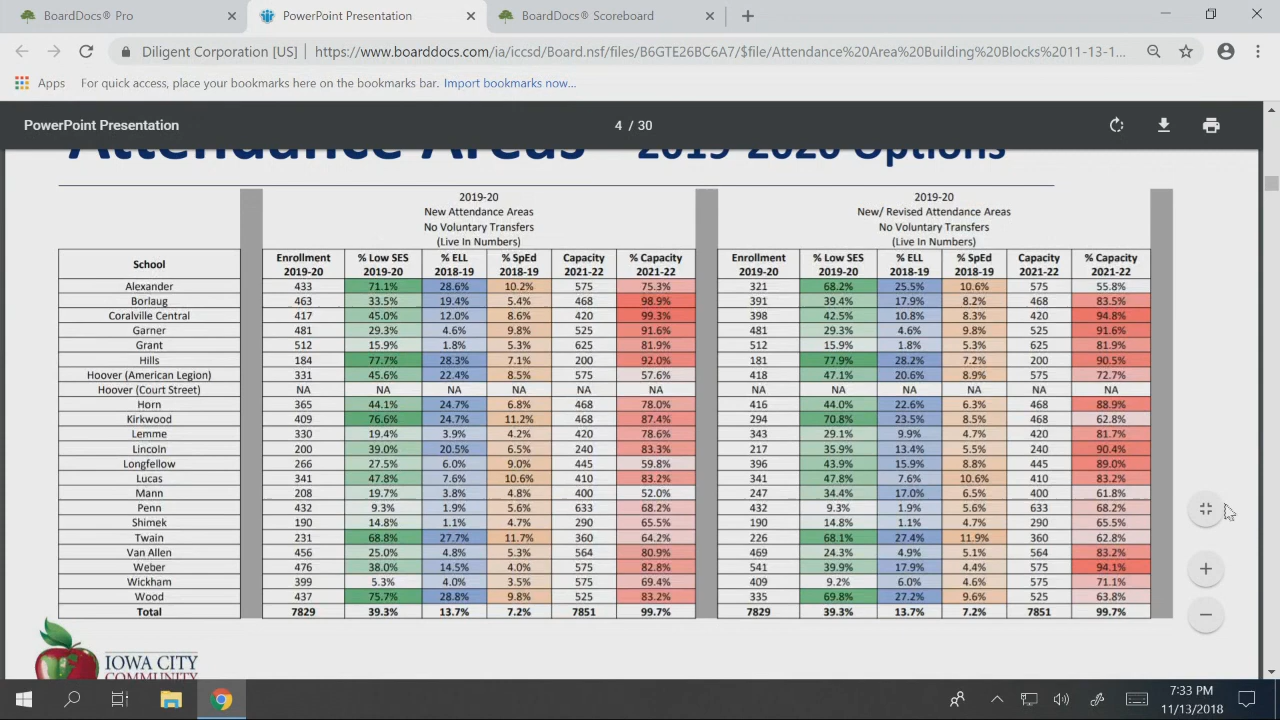 BoardDocs® Pro
PowerPoint Presentation
BoardDocs® Scoreboard
Diligent Corporation [US]
https://www.boarddocs.com/ia/iccsd/Board.nsf/files/B6GTE26BC6A7/$file/Attendance%20Area%20Building%20Blocks%2011-13-1...
Apps
For quick access, place your bookmarks here on the bookmarks bar. Import bookmarks now...
PowerPoint Presentation
4 / 30
Attendance Areas - 2019-2020 Options
2019-20
New Attendance Areas
No Voluntary Transfers
(Live In Numbers)
2019-20
New/ Revised Attendance Areas
No Voluntary Transfers
(Live In Numbers)
School Enrollment 2019-20 % Low SES 2019-20 % ELL 2018-19 % SpEd 2018-19 Capacity 2021-22 % Capacity 2021-22 Enrollment 2019-20 % Low SES 2019-20 % ELL 2018-19 % SpEd 2018-19 Capacity 2021-22 % Capacity 2021-22
Alexander 433 71.1% 28.6% 10.2% 575 75.3% 321 68.2% 25.5% 10.6% 575 55.8%
Borlaug 463 33.5% 19.4% 5.4% 468 98.9% 391 39.4% 17.9% 8.2% 468 83.5%
Coralville Central 417 45.0% 12.0% 8.6% 420 99.3% 398 42.5% 10.8% 8.3% 420 94.8%
Garner 481 29.3% 4.6% 9.8% 525 91.6% 481 29.3% 4.6% 9.8% 525 91.6%
Grant 512 15.9% 1.8% 5.3% 625 81.9% 512 15.9% 1.8% 5.3% 625 81.9%
Hills 184 77.7% 28.3% 7.1% 200 92.0% 181 77.9% 28.2% 7.2% 200 90.5%
Hoover (American Legion) 331 45.6% 22.4% 8.5% 575 57.6% 418 47.1% 20.6% 8.9% 575 72.7%
Hoover (Court Street) NA NA NA NA NA NA NA NA NA NA NA NA
Horn 365 44.1% 24.7% 6.8% 468 78.0% 416 44.0% 22.6% 6.3% 468 88.9%
Kirkwood 409 76.6% 24.7% 11.2% 468 87.4% 294 70.8% 23.5% 8.5% 468 62.8%
Lemme 330 19.4% 3.9% 4.2% 420 78.6% 343 29.1% 9.9% 4.7% 420 81.7%
Lincoln 200 39.0% 20.5% 6.5% 240 83.3% 217 35.9% 13.4% 5.5% 240 90.4%
Longfellow 266 27.5% 6.0% 9.0% 445 59.8% 396 43.9% 15.9% 8.8% 445 89.0%
Lucas 341 47.8% 7.6% 10.6% 410 83.2% 341 47.8% 7.6% 10.6% 410 83.2%
Mann 208 19.7% 3.8% 4.8% 400 52.0% 247 34.4% 17.0% 6.5% 400 61.8%
Penn 432 9.3% 1.9% 5.6% 633 68.2% 432 9.3% 1.9% 5.6% 633 68.2%
Shimek 190 14.8% 1.1% 4.7% 290 65.5% 190 14.8% 1.1% 4.7% 290 65.5%
Twain 231 68.8% 27.7% 11.7% 360 64.2% 226 68.1% 27.4% 11.9% 360 62.8%
Van Allen 456 25.0% 4.8% 5.3% 564 80.9% 469 24.3% 4.9% 5.1% 564 83.2%
Weber 476 38.0% 14.5% 4.0% 575 82.8% 541 39.9% 17.9% 4.4% 575 94.1%
Wickham 399 5.3% 4.0% 3.5% 575 69.4% 409 9.2% 6.0% 4.6% 575 71.1%
Wood 437 75.7% 28.8% 9.8% 525 83.2% 335 69.8% 27.2% 9.6% 525 63.8%
Total 7829 39.3% 13.7% 7.2% 7851 99.7% 7829 39.3% 13.7% 7.2% 7851 99.7%
IOWA CITY
COMMUNITY
7:33 PM
11/13/2018